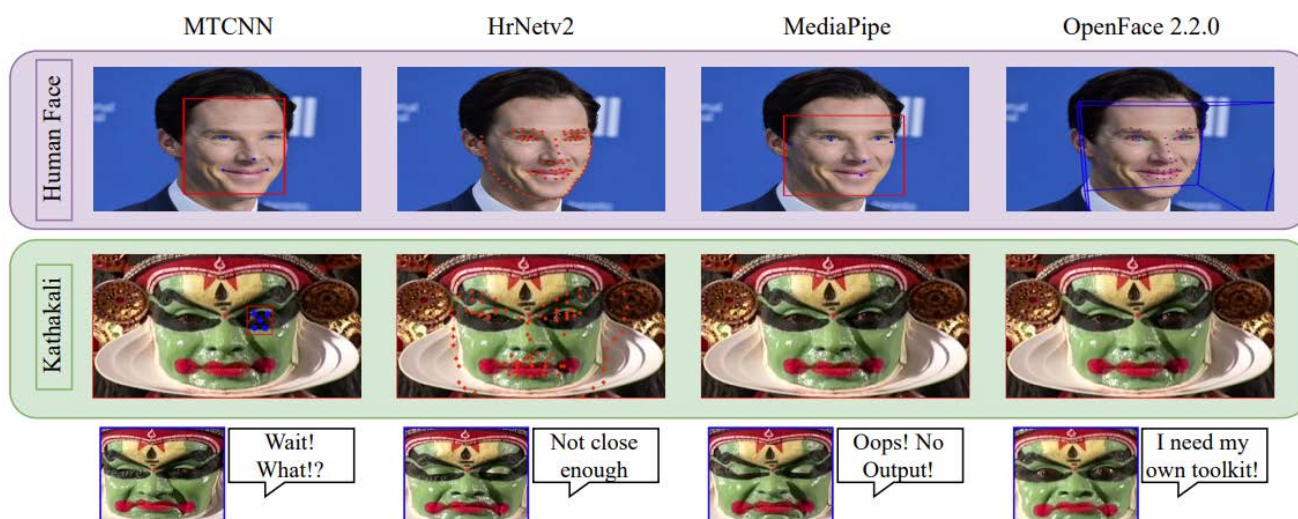 MTCNN
HrNetv2
MediaPipe
OpenFace 2.2.0
Human Face
Kathakali
Wait!
What!?
Not close
enough
Oops! No
Output!
I need my
own toolkit!